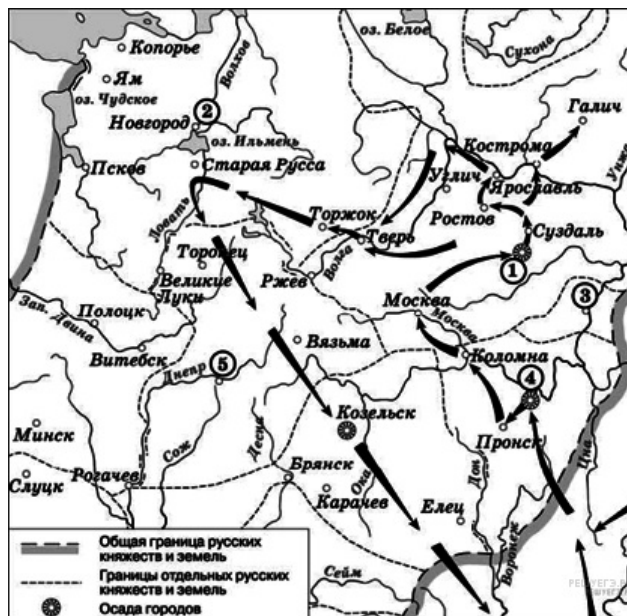 Копорье
Ям
оз. Чудское
Волхов
2
Новгород
оз. Ильмень
Псков
Старая Русса
Ловать
оз. Белое
Сухона
Галич
Кострома
Унжа
Углич
Ярославль
Ростов
Суздаль
Торжок
Тверь
Волга
Ржев
1
Торопец
Великие
Луки
Зап. Двина
Полоцк
Витебск
Москва
Москва
3
Коломна
4
Вязьма
Днепр
5
Козельск
Пронск
Цна
Минск
Слуцк
Сож
Рогачев
Десна
Брянск
Карачев
Ока
Дон
Елец
Воронеж
Сейм
Общая граница русских
княжеств и земель
Границы отдельных русских
княжеств и земель
Осада городов